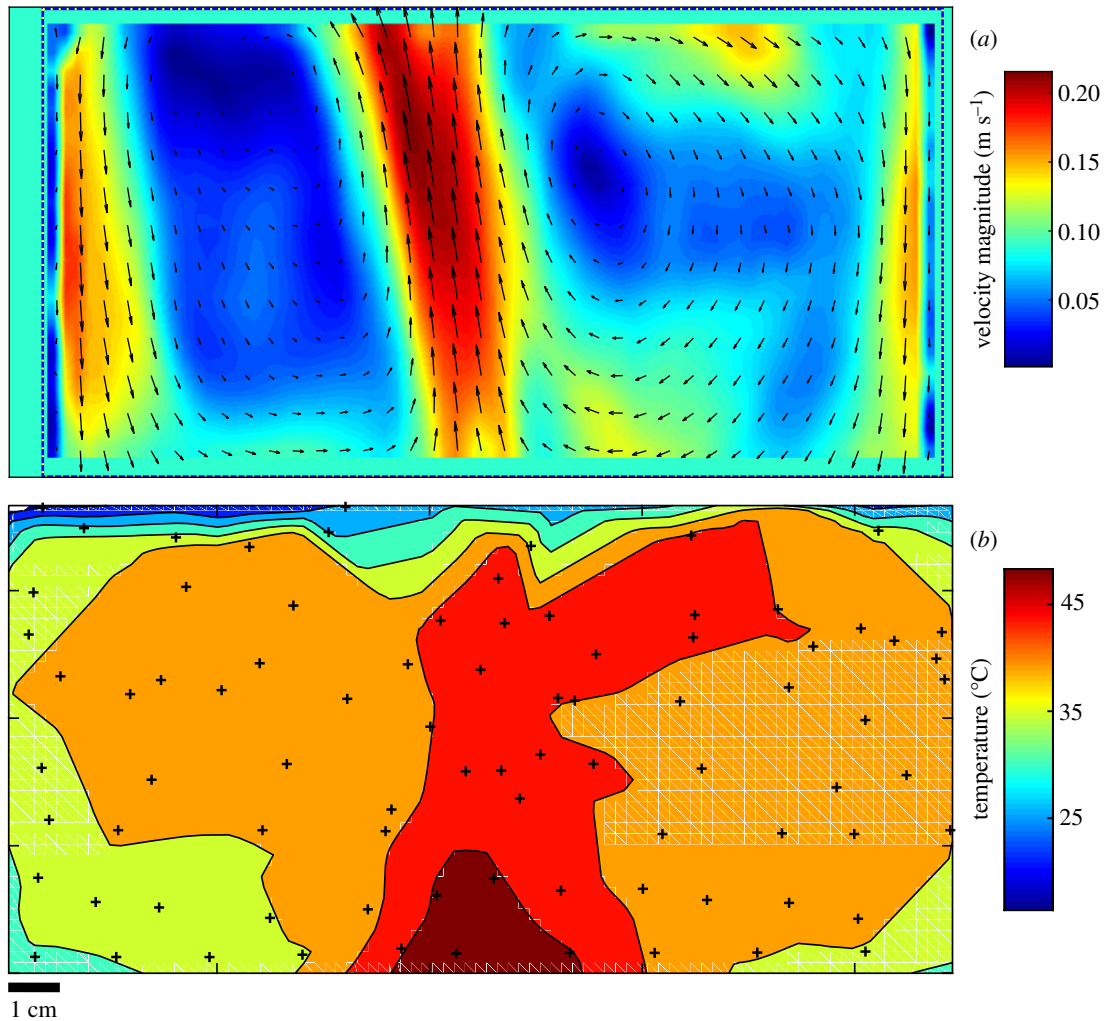 (a)
velocity magnitude (m s⁻¹)
0.20
0.15
0.10
0.05
(b)
temperature (°C)
45
35
25
1 cm